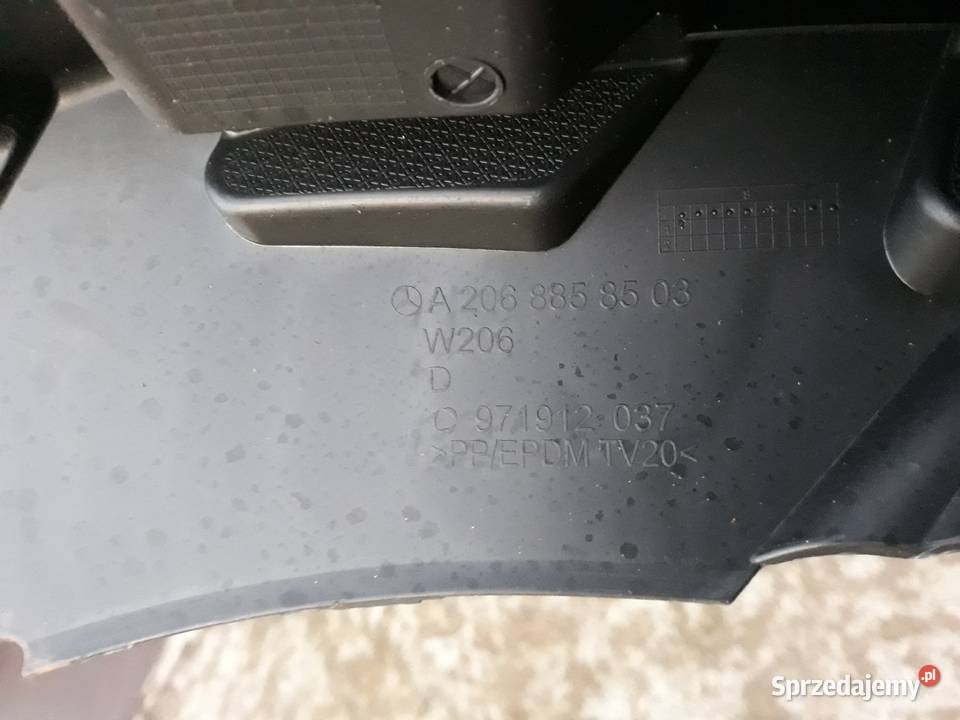 A 206 885 85 03
W206
D
C 971912 037
>PP/EPDM TV20<
Sprzedajemy.pl